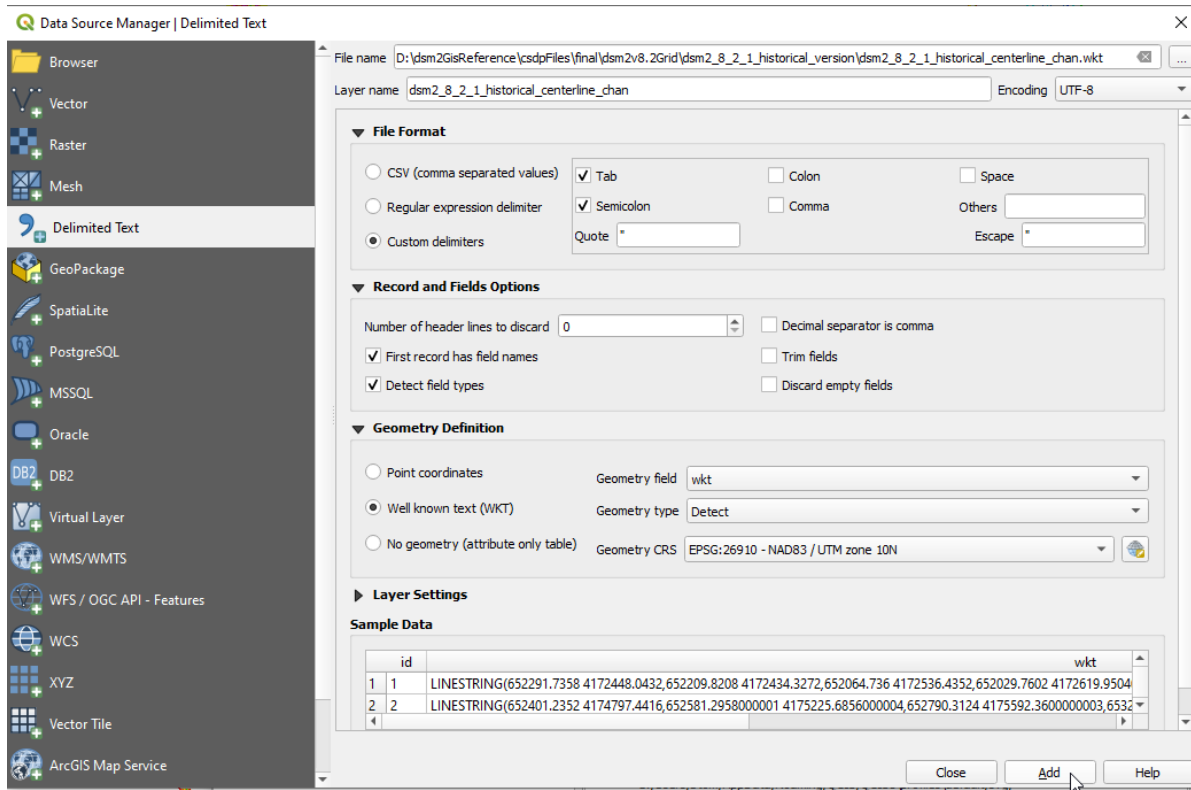 Data Source Manager | Delimited Text
Browser
Vector
Raster
Mesh
Delimited Text
GeoPackage
SpatiaLite
PostgreSQL
MSSQL
Oracle
DB2
DB2
Virtual Layer
WMS/WMTS
WFS / OGC API - Features
WCS
XYZ
Vector Tile
ArcGIS Map Service
File name D:\dsm2GisReference\csdpFiles\final\dsm2v8.2Grid\dsm2_8_2_1_historical_version\dsm2_8_2_1_historical_centerline_chan.wkt ...
Layer name dsm2_8_2_1_historical_centerline_chan Encoding UTF-8
File Format
CSV (comma separated values) Tab Colon Space
Regular expression delimiter Semicolon Comma Others
Custom delimiters Quote " Escape "
Record and Fields Options
Number of header lines to discard 0 Decimal separator is comma
First record has field names Trim fields
Detect field types Discard empty fields
Geometry Definition
Point coordinates Geometry field wkt
Well known text (WKT) Geometry type Detect
No geometry (attribute only table) Geometry CRS EPSG:26910 - NAD83 / UTM zone 10N
Layer Settings
Sample Data
id wkt
1 1 LINESTRING(652291.7358 4172448.0432,652209.8208 4172434.3272,652064.736 4172536.4352,652029.7602 4172619.9504
2 2 LINESTRING(652401.2352 4174797.4416,652581.2958000001 4175225.6856000004,652790.3124 4175592.3600000003,6532
Close Add Help